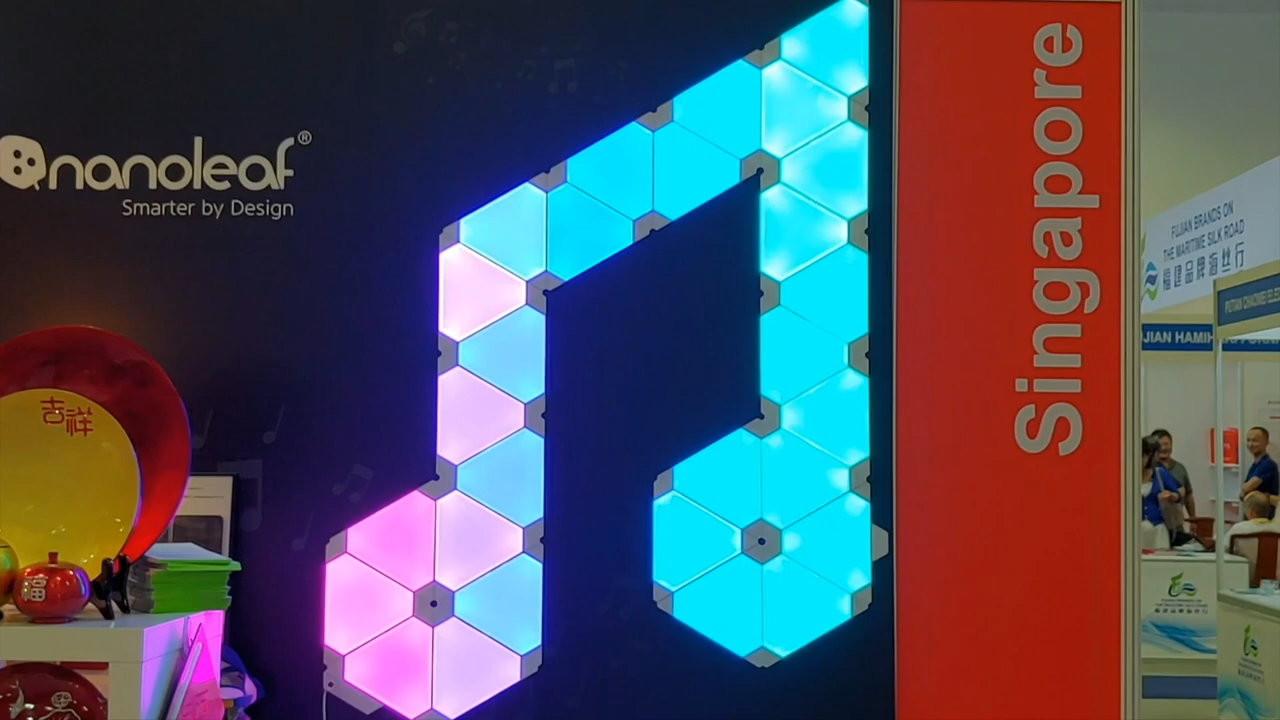 nanoleaf®
Smarter by Design
Singapore
FUJIAN BRANDS ON
THE MARITIME SILK ROAD
福建品牌海丝行
吉祥
福